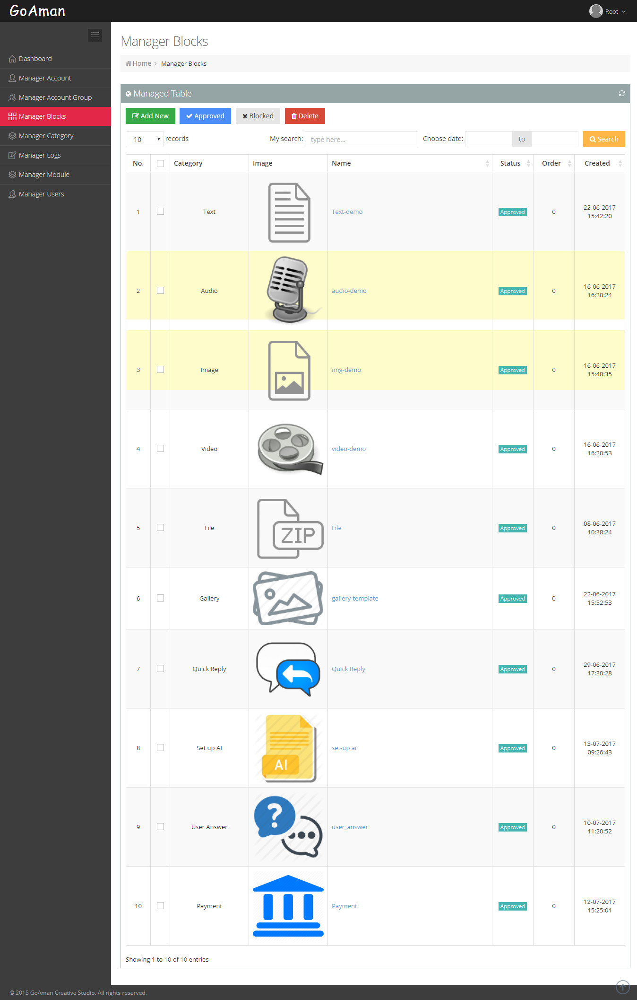 GoAman
Root
Dashboard
Manager Account
Manager Account Group
Manager Blocks
Manager Category
Manager Logs
Manager Module
Manager Users
Manager Blocks
Home > Manager Blocks
Managed Table
Add New Approved Blocked Delete
10 records My search: type here... Choose date: to Search
No. Category Image Name Status Order Created
1 Text Text-demo Approved 0 22-06-2017
15:42:20
2 Audio audio-demo Approved 0 16-06-2017
16:20:24
3 Image img-demo Approved 0 16-06-2017
15:48:35
4 Video video-demo Approved 0 16-06-2017
16:20:53
5 File ZIP File Approved 0 08-06-2017
10:38:24
6 Gallery gallery-template Approved 0 22-06-2017
15:52:53
7 Quick Reply Quick Reply Approved 0 29-06-2017
17:30:28
8 Set up AI AI set-up ai Approved 0 13-07-2017
09:26:43
9 User Answer ? user_answer Approved 0 10-07-2017
11:20:52
10 Payment Payment Approved 0 12-07-2017
15:25:01
Showing 1 to 10 of 10 entries
© 2015 GoAman Creative Studio. All rights reserved.